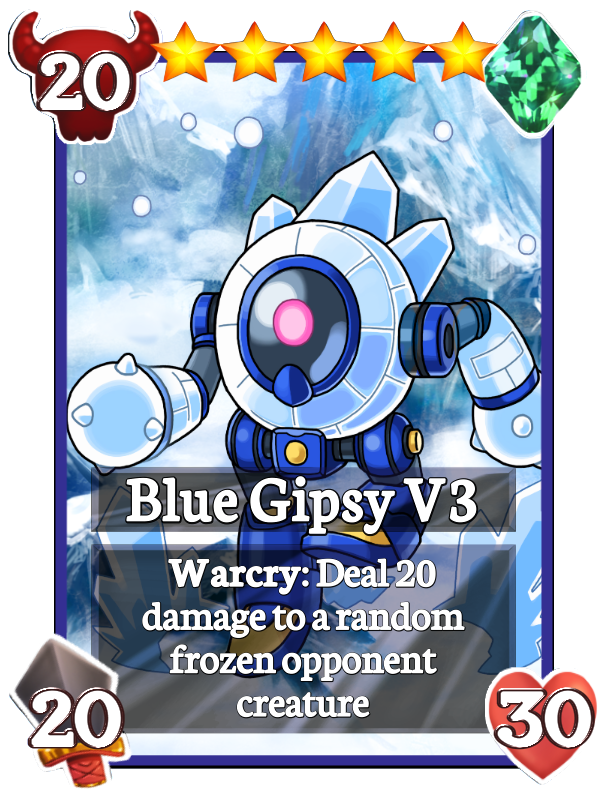 20
Blue Gipsy V3
Warcry: Deal 20
damage to a random
frozen opponent
creature
20
30